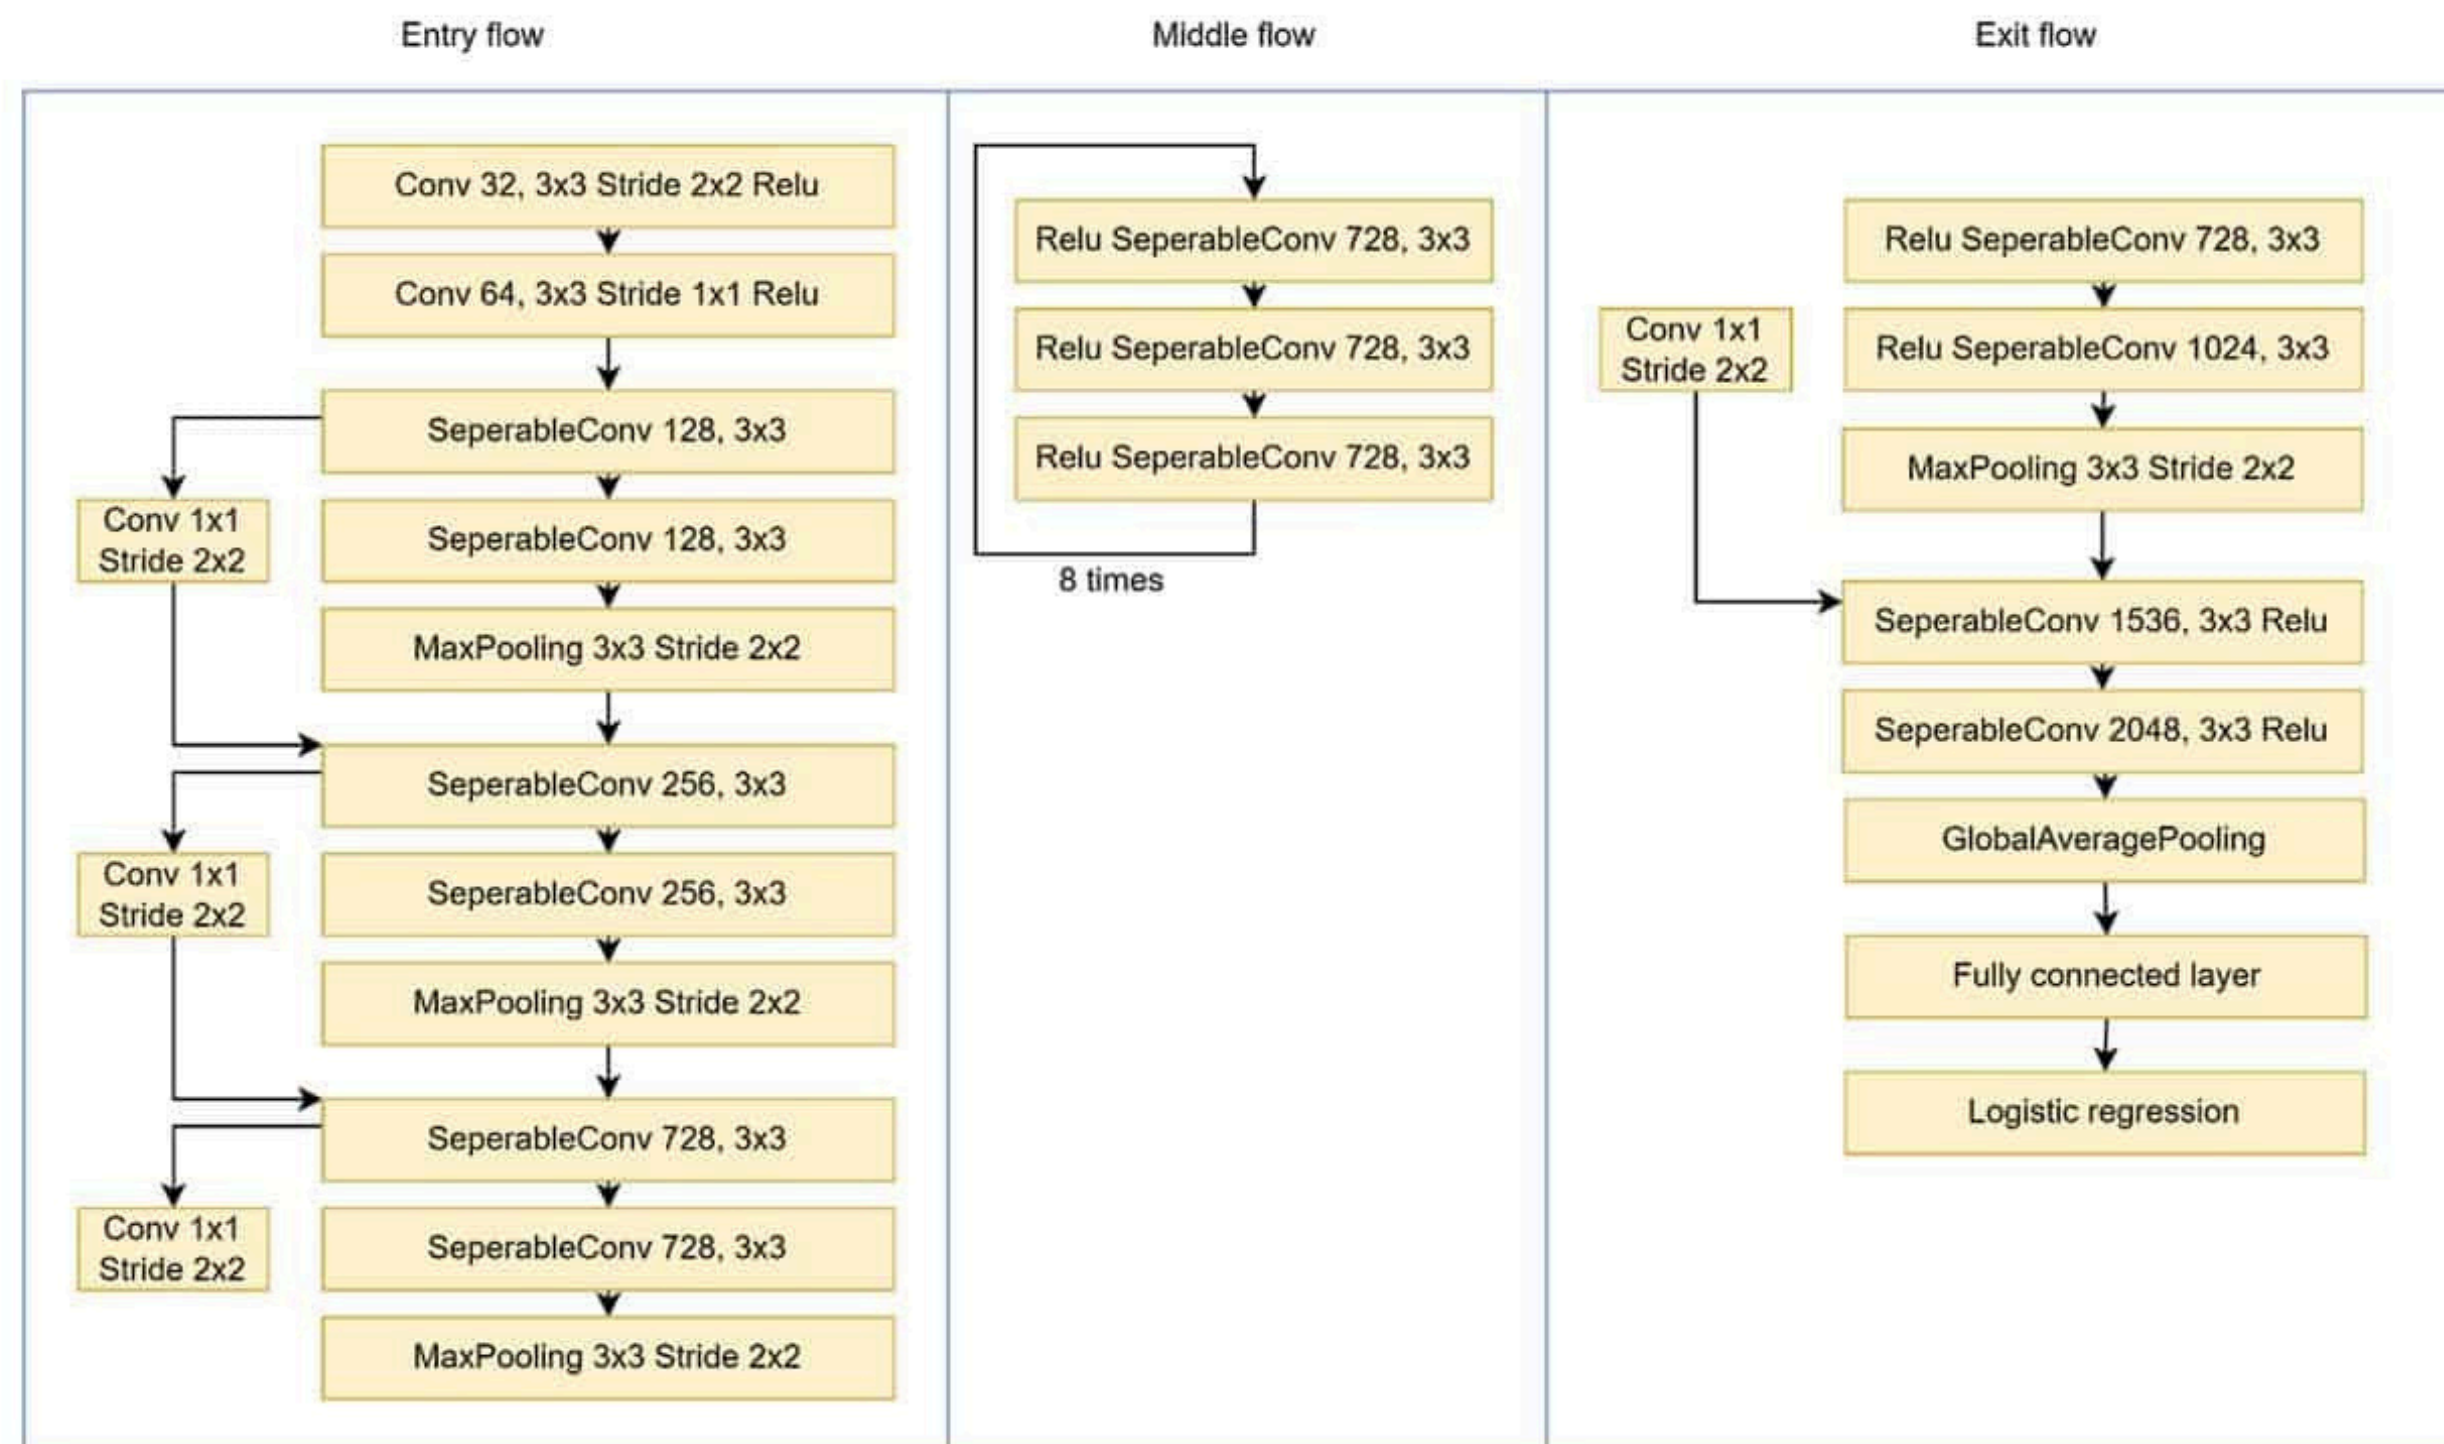 Entry flow
Middle flow
Exit flow
Conv 32, 3x3 Stride 2x2 Relu
Conv 64, 3x3 Stride 1x1 Relu
SeperableConv 128, 3x3
Conv 1x1
Stride 2x2
SeperableConv 128, 3x3
MaxPooling 3x3 Stride 2x2
SeperableConv 256, 3x3
Conv 1x1
Stride 2x2
SeperableConv 256, 3x3
MaxPooling 3x3 Stride 2x2
SeperableConv 728, 3x3
Conv 1x1
Stride 2x2
SeperableConv 728, 3x3
MaxPooling 3x3 Stride 2x2
Relu SeperableConv 728, 3x3
Relu SeperableConv 728, 3x3
Relu SeperableConv 728, 3x3
8 times
Relu SeperableConv 728, 3x3
Conv 1x1
Stride 2x2
Relu SeperableConv 1024, 3x3
MaxPooling 3x3 Stride 2x2
SeperableConv 1536, 3x3 Relu
SeperableConv 2048, 3x3 Relu
GlobalAveragePooling
Fully connected layer
Logistic regression